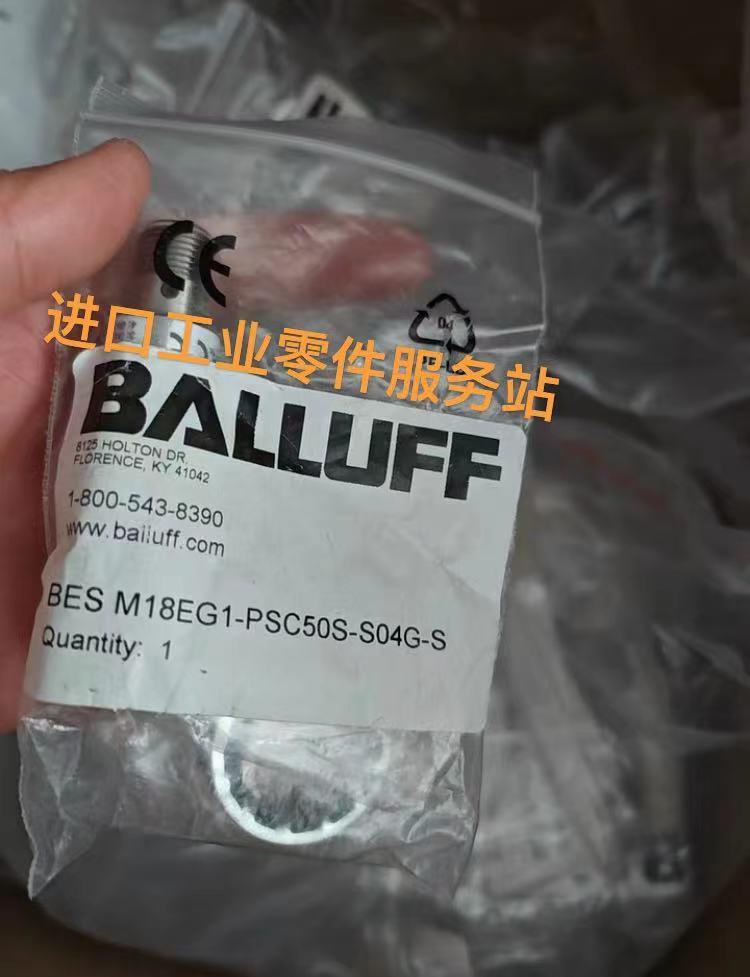 CE
进口工业零件服务站
BALLUFF
8125 HOLTON DR.
FLORENCE, KY 41042
1-800-543-8390
www.balluff.com
BES M18EG1-PSC50S-S04G-S
Quantity: 1